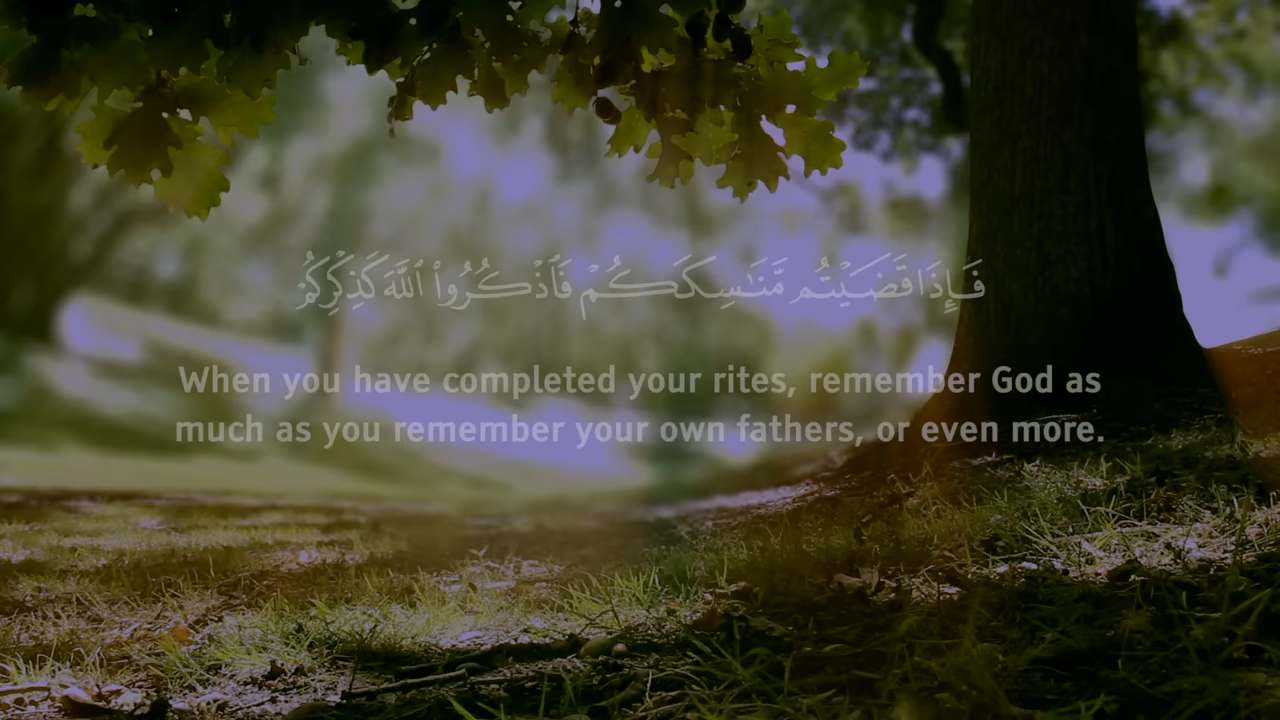 فَإِذَا قَضَيْتُم مَّنَـٰسِكَكُمْ فَٱذْكُرُوا۟ ٱللَّهَ كَذِكْرِكُمْ
When you have completed your rites, remember God as
much as you remember your own fathers, or even more.